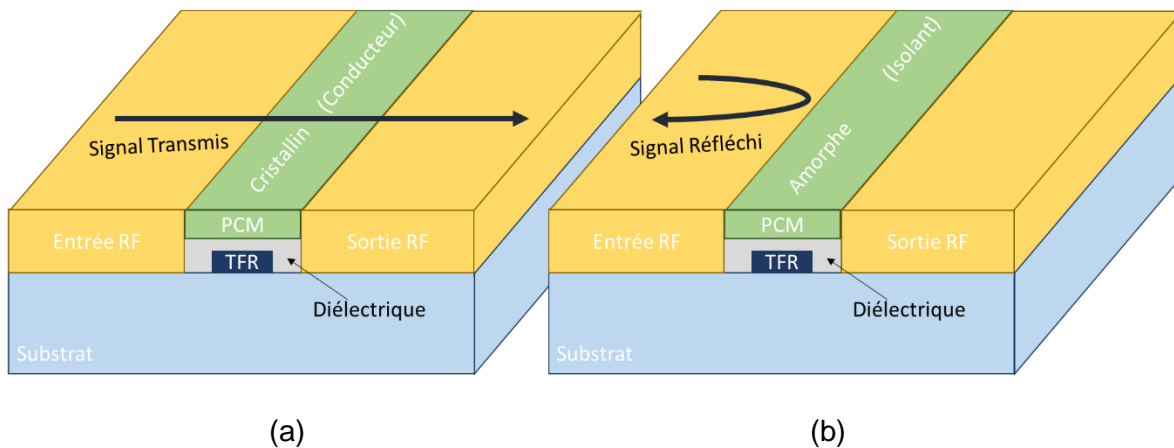 Cristallin (Conducteur)
Signal Transmis
PCM
Entrée RF
Sortie RF
TFR
Diélectrique
Substrat
(a)
Amorphe (Isolant)
Signal Réfléchi
PCM
Entrée RF
Sortie RF
TFR
Diélectrique
Substrat
(b)